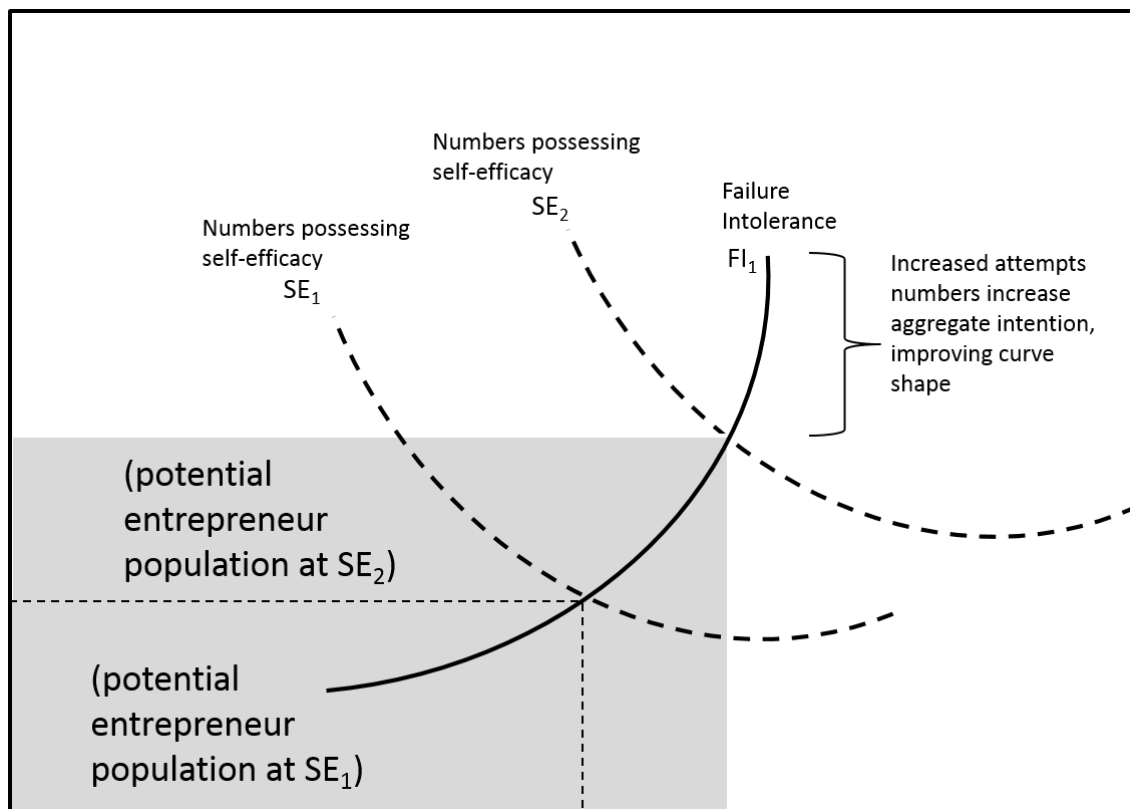 Numbers possessing
self-efficacy
SE₂
Numbers possessing
self-efficacy
SE₁
Failure
Intolerance
FI₁
Increased attempts
numbers increase
aggregate intention,
improving curve
shape
(potential
entrepreneur
population at SE₂)
(potential
entrepreneur
population at SE₁)